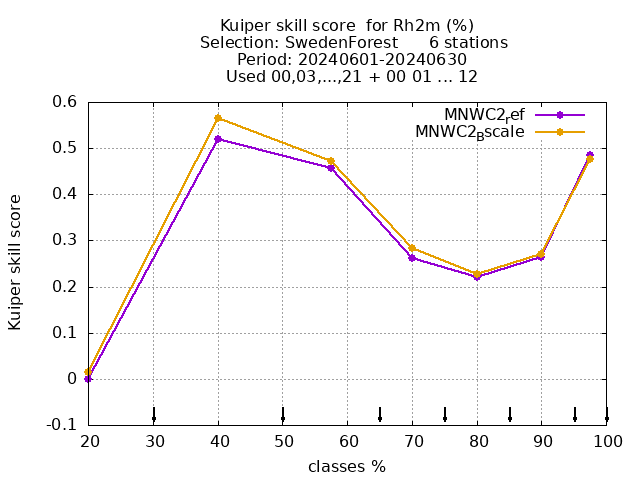 Kuiper skill score  for Rh2m (%)
Selection: SwedenForest      6 stations
Period: 20240601-20240630
Used 00,03,...,21 + 00 01 ... 12
MNWC2ref
MNWC2Bscale
0.6
0.5
0.4
0.3
0.2
0.1
0
-0.1
Kuiper skill score
20 30 40 50 60 70 80 90 100
classes %